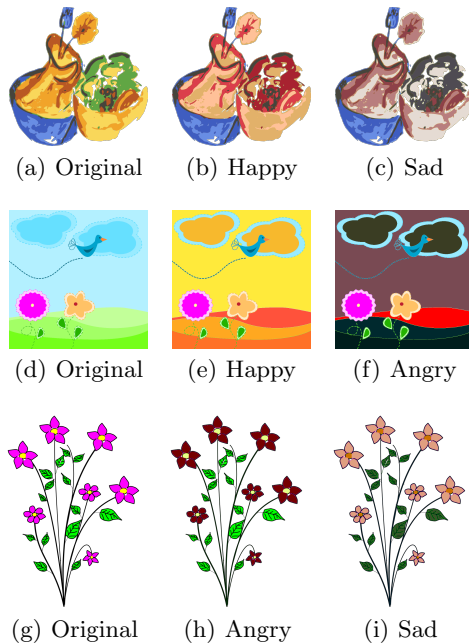 (a) Original (b) Happy (c) Sad
(d) Original (e) Happy (f) Angry
(g) Original (h) Angry (i) Sad